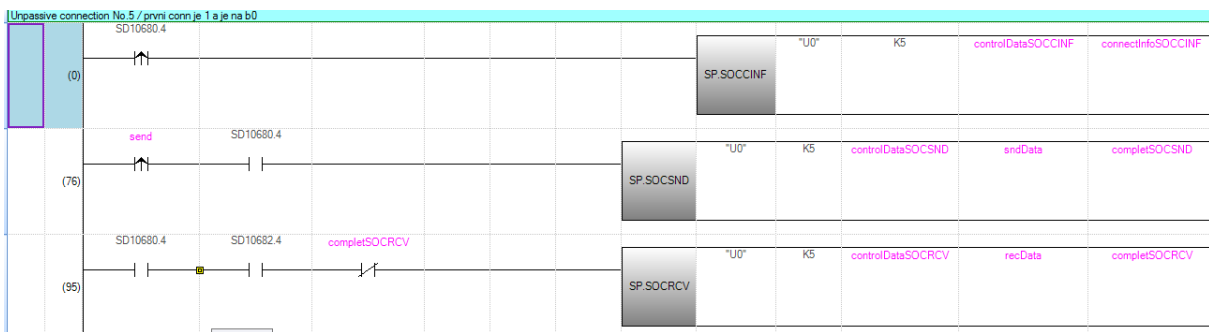 Unpassive connection No.5 / prvni conn je 1 a je na b0
SD10680.4
(0)
SP.SOCCINF
"U0" K5 controlDataSOCCINF connectInfoSOCCINF
send SD10680.4
(76)
SP.SOCSND
"U0" K5 controlDataSOCSND sndData completSOCSND
SD10680.4 SD10682.4 completSOCRCV
(95)
SP.SOCRCV
"U0" K5 controlDataSOCRCV recData completSOCRCV